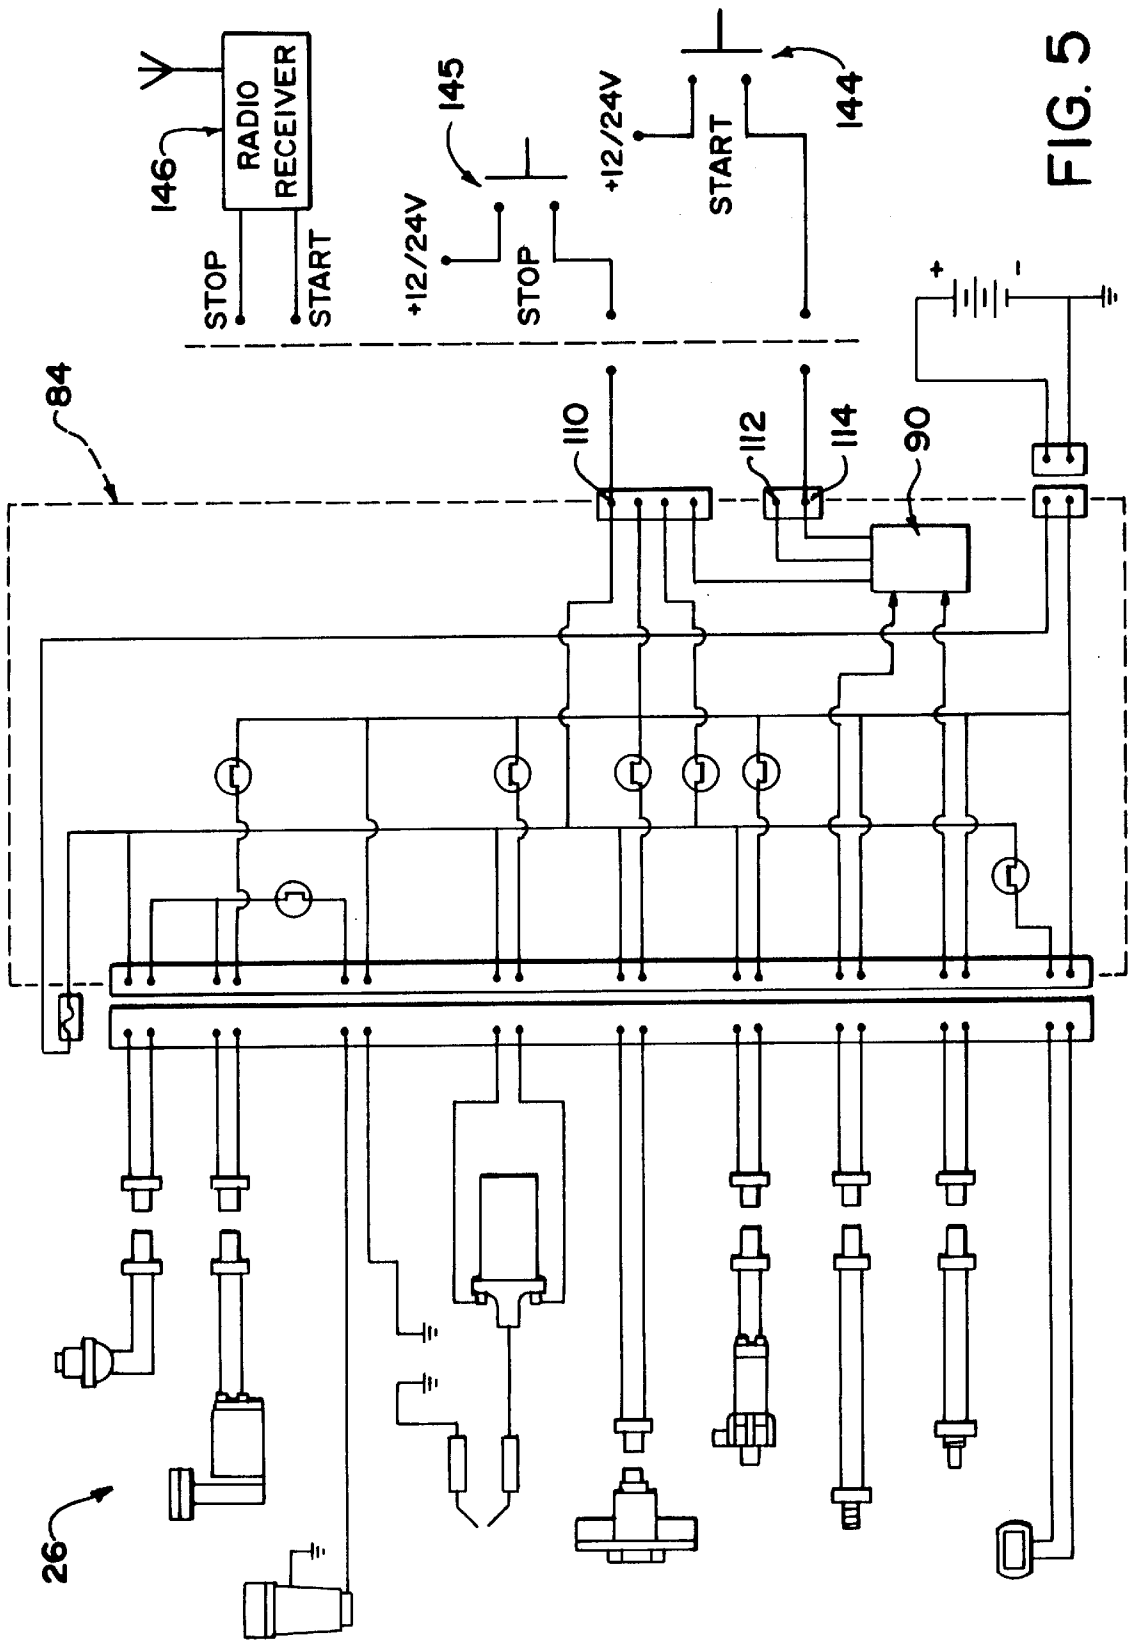 146
RADIO
RECEIVER
STOP
START
84
145
+12/24V
STOP
+12/24V
START
144
FIG. 5
+
-
110
112
114
90
26